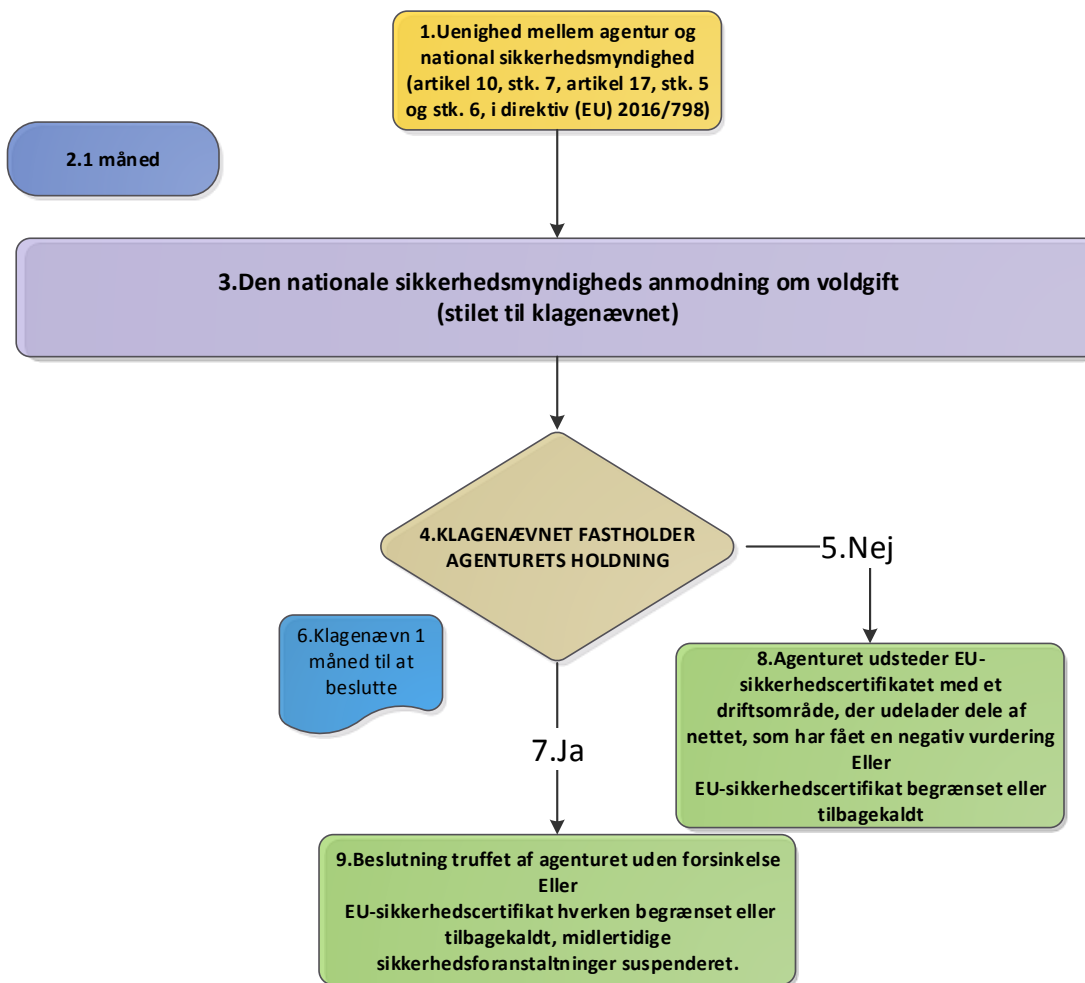 1.Uenighed mellem agentur og
national sikkerhedsmyndighed
(artikel 10, stk. 7, artikel 17, stk. 5
og stk. 6, i direktiv (EU) 2016/798)
2.1 måned
3.Den nationale sikkerhedsmyndigheds anmodning om voldgift
(stilet til klagenævnet)
4.KLAGENÆVNET FASTHOLDER
AGENTURETS HOLDNING
5.Nej
6.Klagenævn 1
måned til at
beslutte
7.Ja
8.Agenturet udsteder EU-
sikkerhedscertifikatet med et
driftsområde, der udelader dele af
nettet, som har fået en negativ vurdering
Eller
EU-sikkerhedscertifikat begrænset eller
tilbagekaldt
9.Beslutning truffet af agenturet uden forsinkelse
Eller
EU-sikkerhedscertifikat hverken begrænset eller
tilbagekaldt, midlertidige
sikkerhedsforanstaltninger suspenderet.